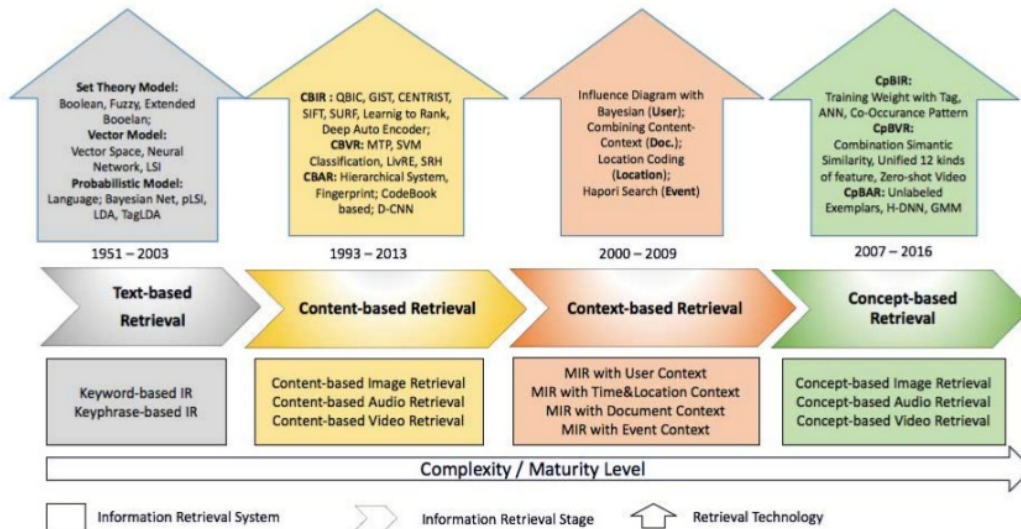 Set Theory Model:
Boolean, Fuzzy, Extended
Booelan;
Vector Model:
Vector Space, Neural
Network, LSI
Probabilistic Model:
Language; Bayesian Net, pLSI,
LDA, TagLDA
CBIR : QBIC, GIST, CENTRIST,
SIFT, SURF, Learnig to Rank,
Deep Auto Encoder;
CBVR: MTP, SVM
Classification, LivRE, SRH
CBAR: Hierarchical System,
Fingerprint; CodeBook
based; D-CNN
Influence Diagram with
Bayesian (User);
Combining Content-
Context (Doc.);
Location Coding
(Location);
Hapori Search (Event)
CpBIR:
Training Weight with Tag,
ANN, Co-Occurance Pattern
CpBVR:
Combination Simantic
Similarity, Unified 12 kinds
of feature, Zero-shot Video
CpBAR: Unlabeled
Exemplars, H-DNN, GMM
1951 – 2003
1993 – 2013
2000 – 2009
2007 – 2016
Text-based
Retrieval
Content-based Retrieval
Context-based Retrieval
Concept-based
Retrieval
Keyword-based IR
Keyphrase-based IR
Content-based Image Retrieval
Content-based Audio Retrieval
Content-based Video Retrieval
MIR with User Context
MIR with Time&Location Context
MIR with Document Context
MIR with Event Context
Concept-based Image Retrieval
Concept-based Audio Retrieval
Concept-based Video Retrieval
Complexity / Maturity Level
Information Retrieval System
Information Retrieval Stage
Retrieval Technology